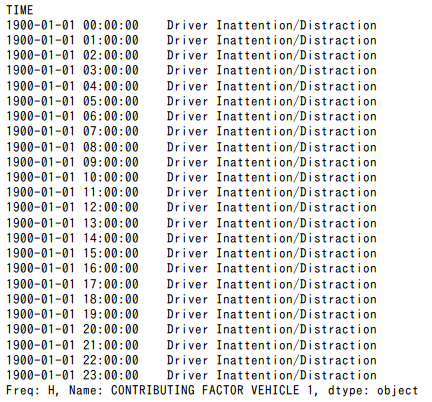 TIME
1900-01-01 00:00:00    Driver Inattention/Distraction
1900-01-01 01:00:00    Driver Inattention/Distraction
1900-01-01 02:00:00    Driver Inattention/Distraction
1900-01-01 03:00:00    Driver Inattention/Distraction
1900-01-01 04:00:00    Driver Inattention/Distraction
1900-01-01 05:00:00    Driver Inattention/Distraction
1900-01-01 06:00:00    Driver Inattention/Distraction
1900-01-01 07:00:00    Driver Inattention/Distraction
1900-01-01 08:00:00    Driver Inattention/Distraction
1900-01-01 09:00:00    Driver Inattention/Distraction
1900-01-01 10:00:00    Driver Inattention/Distraction
1900-01-01 11:00:00    Driver Inattention/Distraction
1900-01-01 12:00:00    Driver Inattention/Distraction
1900-01-01 13:00:00    Driver Inattention/Distraction
1900-01-01 14:00:00    Driver Inattention/Distraction
1900-01-01 15:00:00    Driver Inattention/Distraction
1900-01-01 16:00:00    Driver Inattention/Distraction
1900-01-01 17:00:00    Driver Inattention/Distraction
1900-01-01 18:00:00    Driver Inattention/Distraction
1900-01-01 19:00:00    Driver Inattention/Distraction
1900-01-01 20:00:00    Driver Inattention/Distraction
1900-01-01 21:00:00    Driver Inattention/Distraction
1900-01-01 22:00:00    Driver Inattention/Distraction
1900-01-01 23:00:00    Driver Inattention/Distraction
Freq: H, Name: CONTRIBUTING FACTOR VEHICLE 1, dtype: object